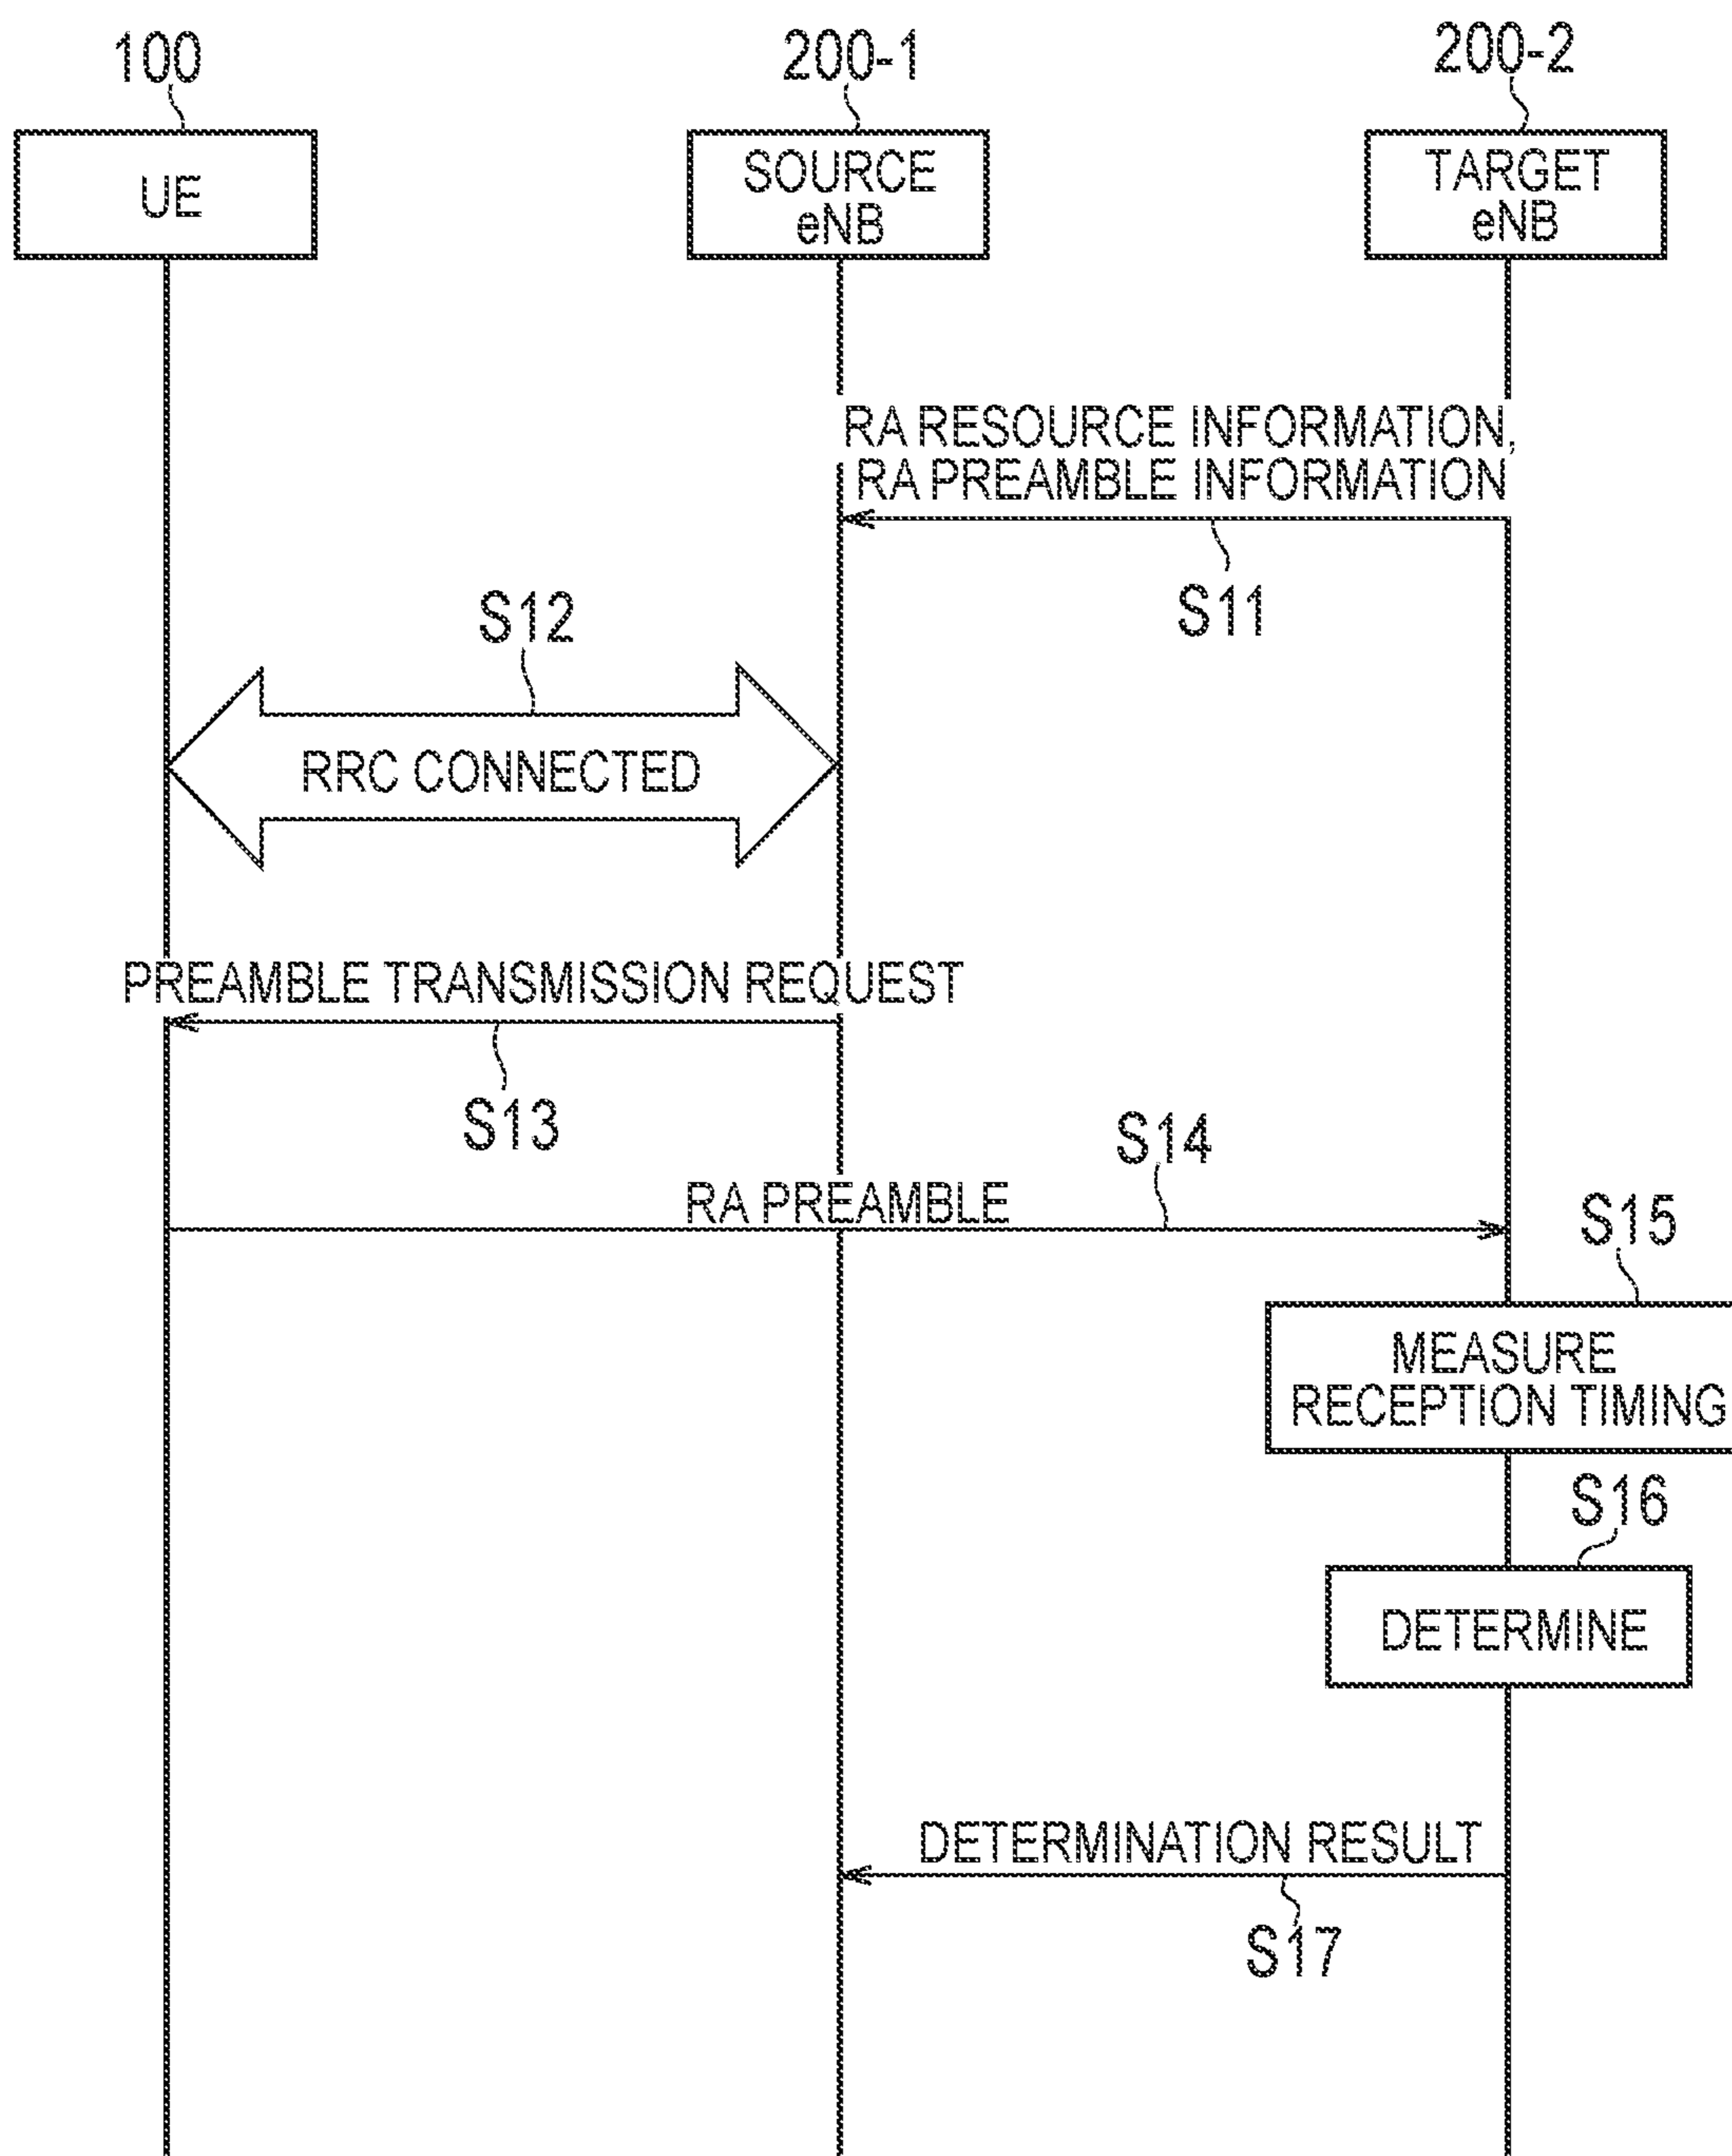 100
200-1
200-2
UE
SOURCE
eNB
TARGET
eNB
RA RESOURCE INFORMATION,
RA PREAMBLE INFORMATION
S11
S12
RRC CONNECTED
PREAMBLE TRANSMISSION REQUEST
S13
S14
RA PREAMBLE
S15
MEASURE
RECEPTION TIMING
S16
DETERMINE
DETERMINATION RESULT
S17